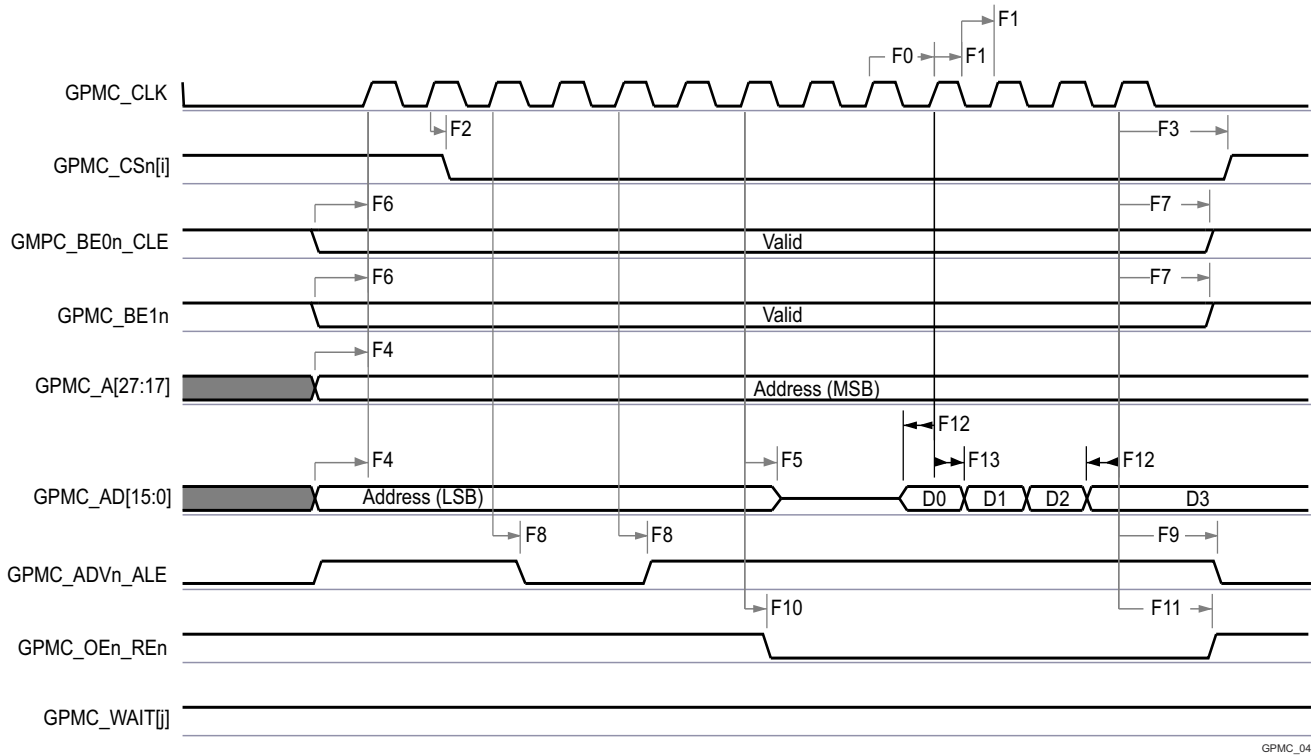 F1
F0 F1
GPMC_CLK
F2 F3
GPMC_CSn[i]
F6 F7
GMPC_BE0n_CLE Valid
F6 F7
GPMC_BE1n Valid
F4
GPMC_A[27:17] Address (MSB)
F12
F4 F5 F13 F12
GPMC_AD[15:0] Address (LSB) D0 D1 D2 D3
F8 F8 F9
GPMC_ADVn_ALE
F10 F11
GPMC_OEn_REn
GPMC_WAIT[j]
GPMC_04